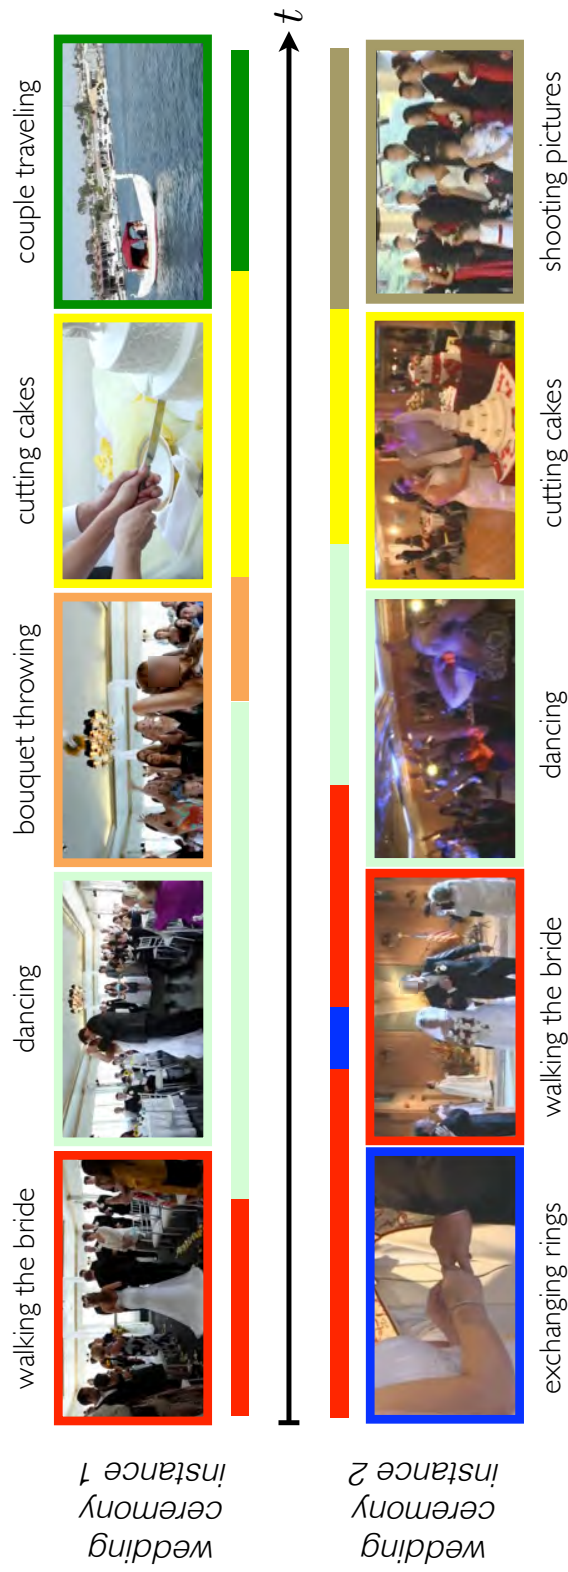 wedding
ceremony
instance 1
walking the bride
dancing
bouquet throwing
cutting cakes
couple traveling
t
wedding
ceremony
instance 2
exchanging rings
walking the bride
dancing
cutting cakes
shooting pictures